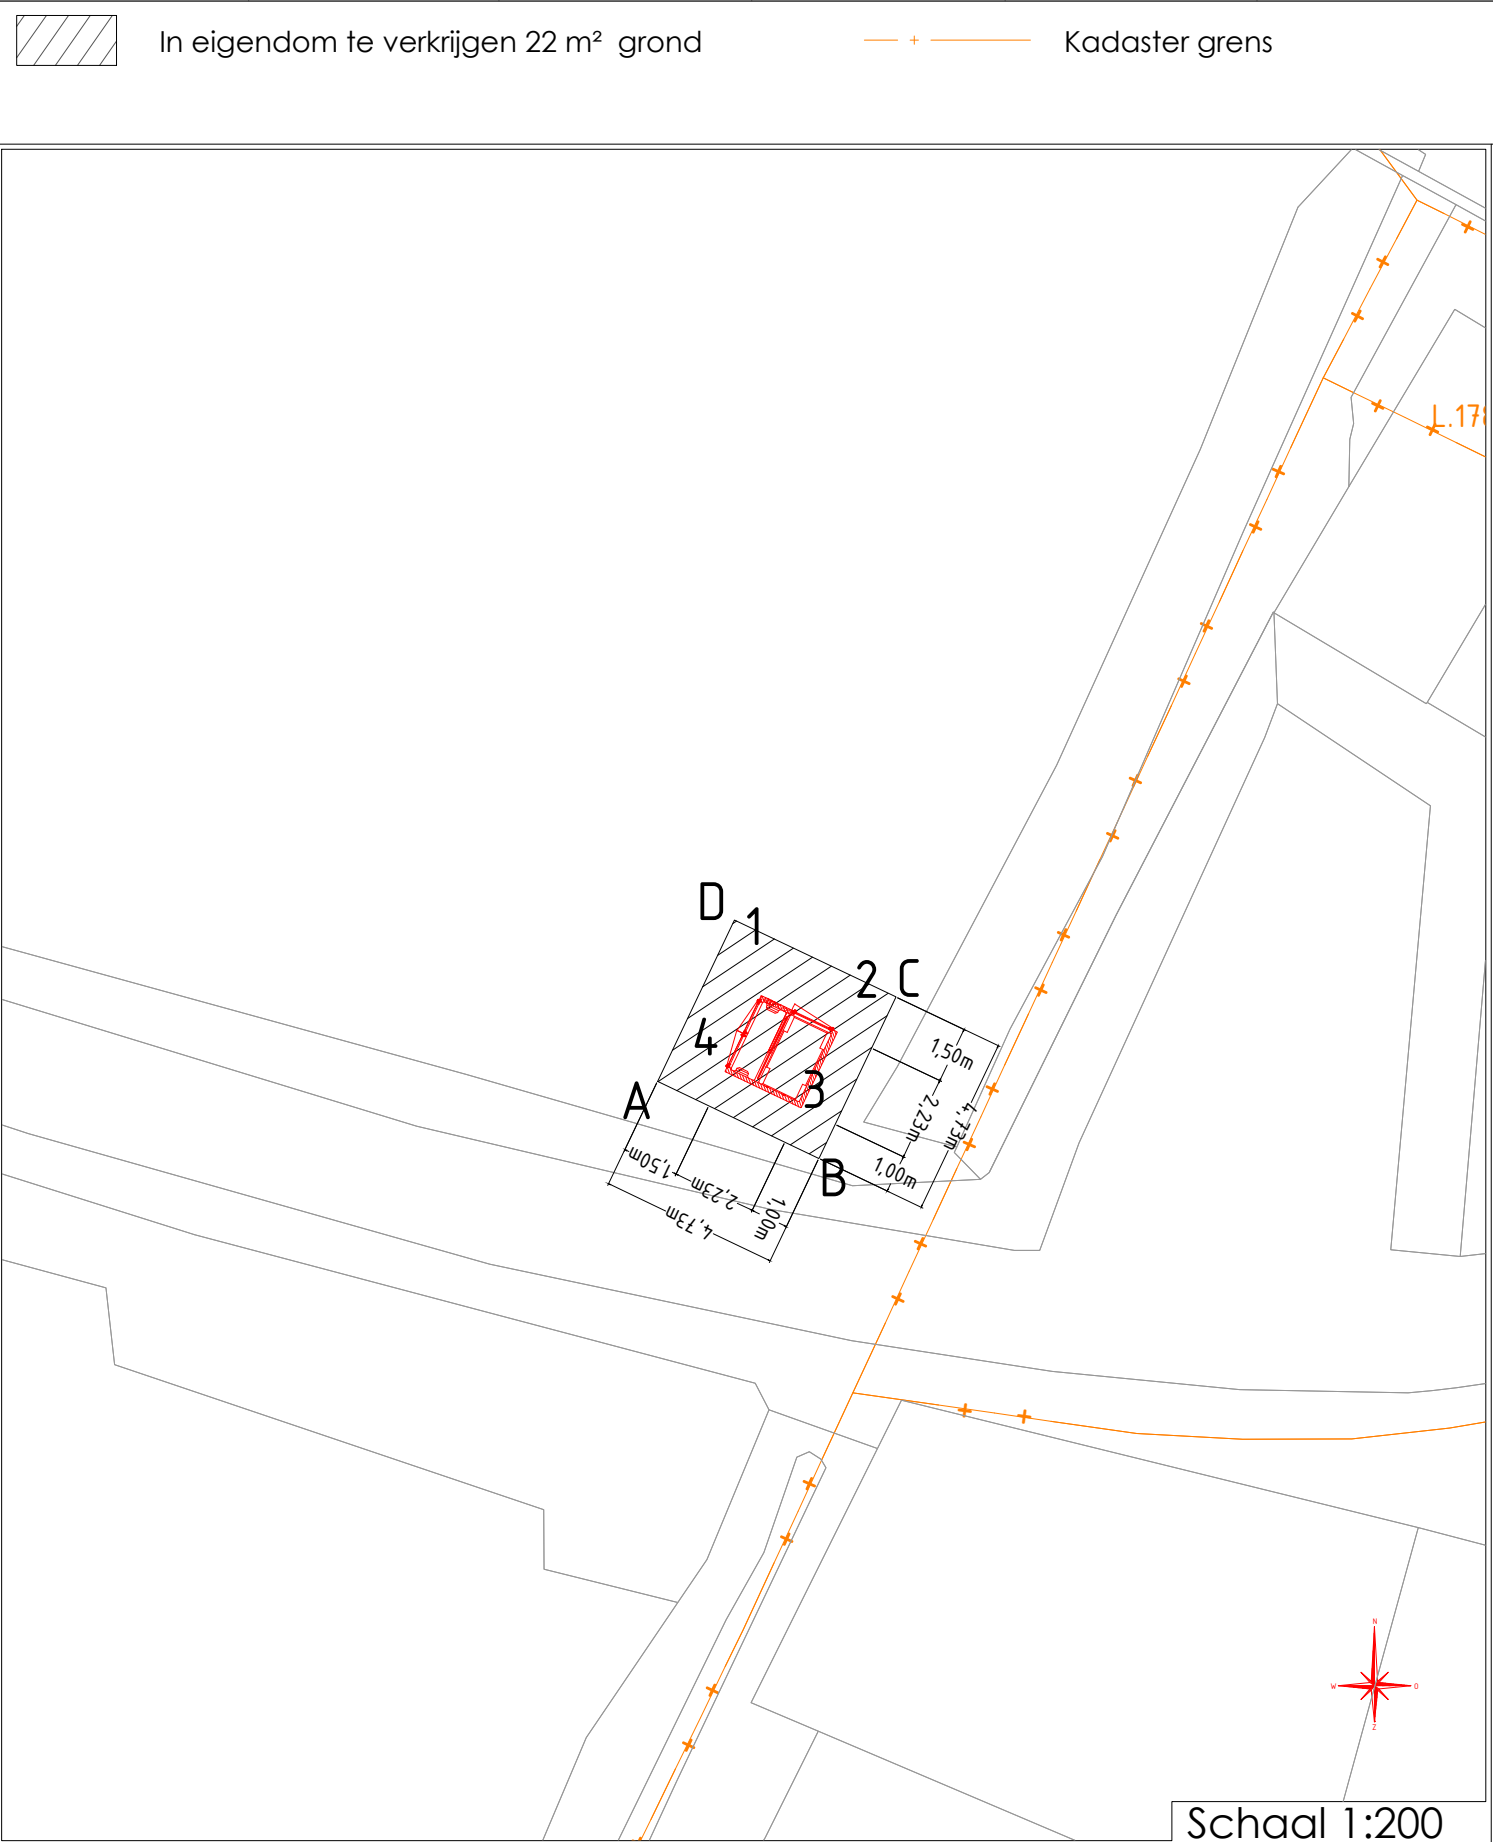 In eigendom te verkrijgen 22 m² grond
Kadaster grens
D
1
2
C
4
3
A
B
1,50m
2,23m
4,73m
1,00m
1,50m
2,23m
1,00m
4,73m
N
W
O
Z
Schaal 1:200